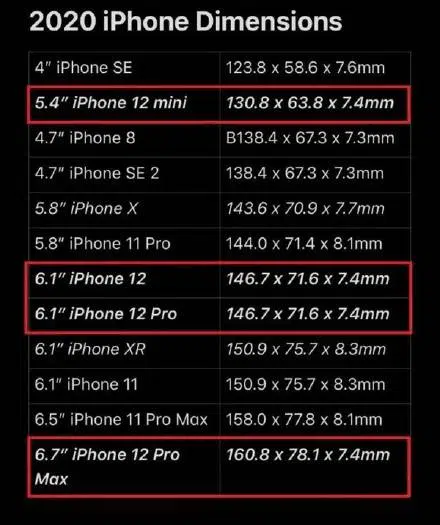 2020 iPhone Dimensions
4" iPhone SE 123.8 x 58.6 x 7.6mm
5.4" iPhone 12 mini 130.8 x 63.8 x 7.4mm
4.7" iPhone 8 B138.4 x 67.3 x 7.3mm
4.7" iPhone SE 2 138.4 x 67.3 x 7.3mm
5.8" iPhone X 143.6 x 70.9 x 7.7mm
5.8" iPhone 11 Pro 144.0 x 71.4 x 8.1mm
6.1" iPhone 12 146.7 x 71.6 x 7.4mm
6.1" iPhone 12 Pro 146.7 x 71.6 x 7.4mm
6.1" iPhone XR 150.9 x 75.7 x 8.3mm
6.1" iPhone 11 150.9 x 75.7 x 8.3mm
6.5" iPhone 11 Pro Max 158.0 x 77.8 x 8.1mm
6.7" iPhone 12 Pro 160.8 x 78.1 x 7.4mm
Max